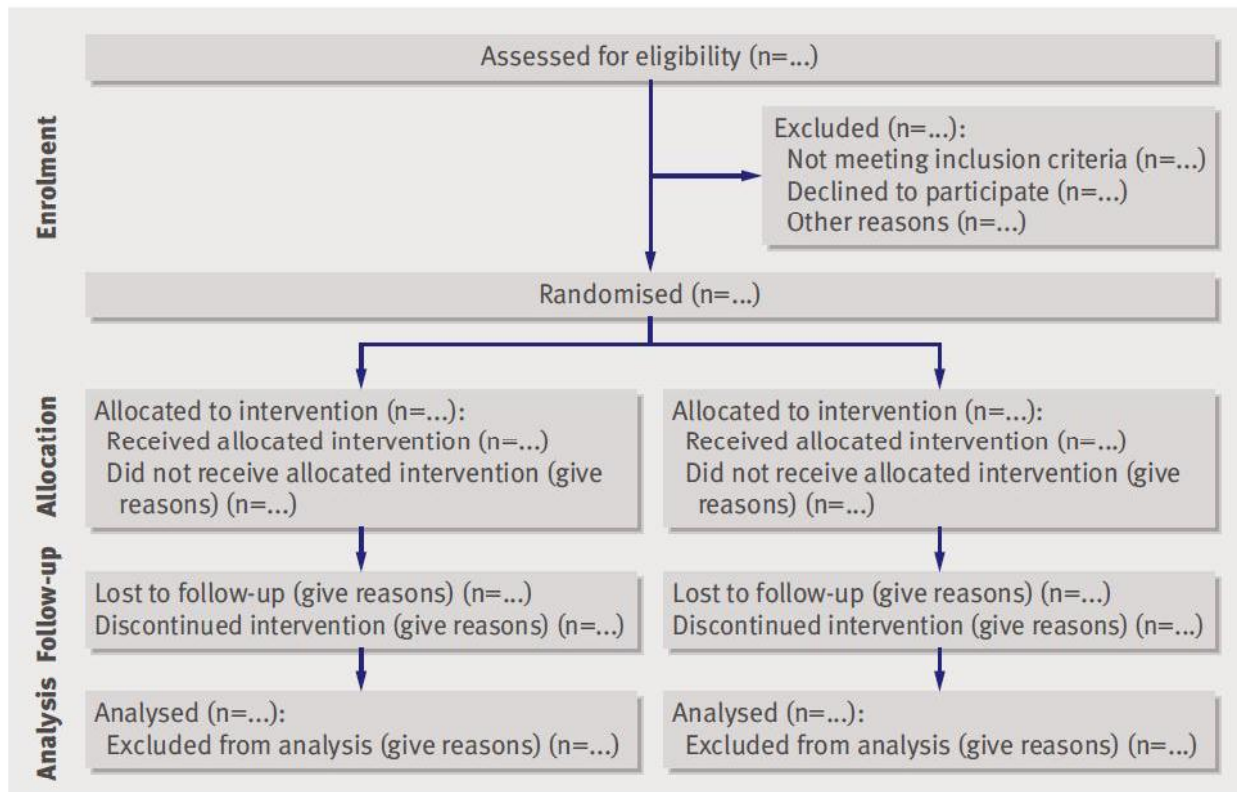 Enrolment
Assessed for eligibility (n=...)
Excluded (n=...):
Not meeting inclusion criteria (n=...)
Declined to participate (n=...)
Other reasons (n=...)
Randomised (n=...)
Allocation
Allocated to intervention (n=...):
Received allocated intervention (n=...)
Did not receive allocated intervention (give
reasons) (n=...)
Allocated to intervention (n=...):
Received allocated intervention (n=...)
Did not receive allocated intervention (give
reasons) (n=...)
Follow-up
Lost to follow-up (give reasons) (n=...)
Discontinued intervention (give reasons) (n=...)
Lost to follow-up (give reasons) (n=...)
Discontinued intervention (give reasons) (n=...)
Analysis
Analysed (n=...):
Excluded from analysis (give reasons) (n=...)
Analysed (n=...):
Excluded from analysis (give reasons) (n=...)